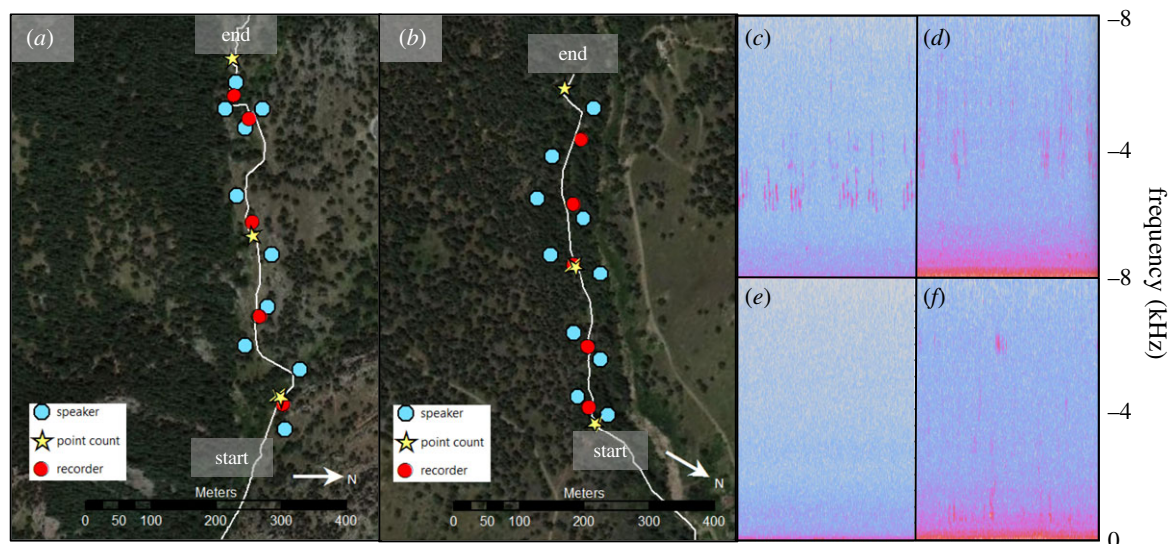 (a)
end
start
speaker
point count
recorder
N
Meters
0 50 100 200 300 400
(b)
end
start
speaker
point count
recorder
N
Meters
0 50 100 200 300 400
(c)
(d)
(e)
(f)
–8
–4
–8
–4
0
frequency (kHz)